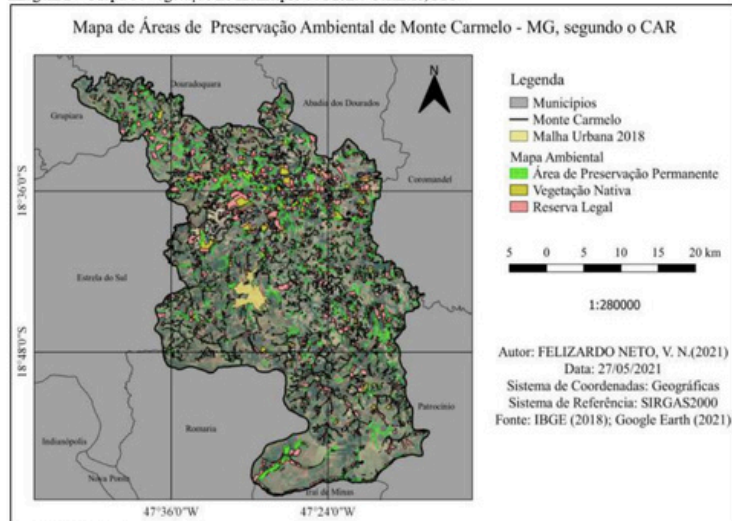 Mapa de Áreas de Preservação Ambiental de Monte Carmelo - MG, segundo o CAR
Douradoquara
Grupiara
Abadia dos Dourados
Coromandel
Estrela do Sul
Patrocínio
Romaria
Indianópolis
Nova Ponte
Iraí de Minas
N
18°36'0"S
18°48'0"S
47°36'0"W
47°24'0"W
Legenda
Municípios
Monte Carmelo
Malha Urbana 2018
Mapa Ambiental
Área de Preservação Permanente
Vegetação Nativa
Reserva Legal
5 0 5 10 15 20 km
1:280000
Autor: FELIZARDO NETO, V. N.(2021)
Data: 27/05/2021
Sistema de Coordenadas: Geográficas
Sistema de Referência: SIRGAS2000
Fonte: IBGE (2018); Google Earth (2021)